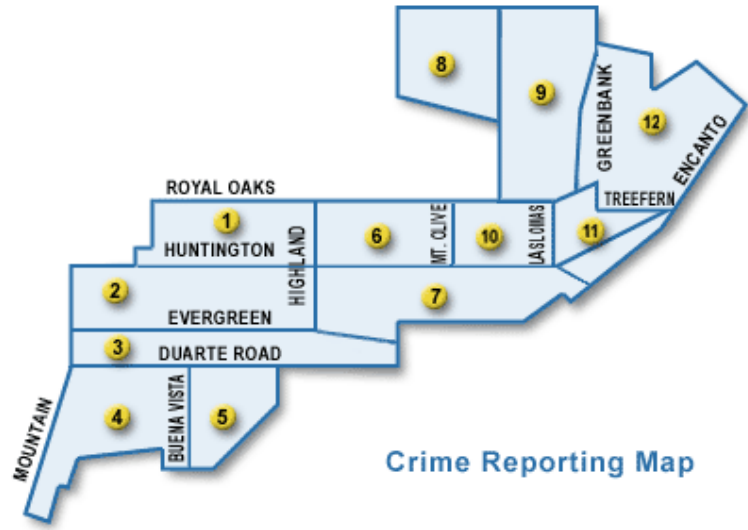 8
9
GREENBANK
12
ENCANTO
ROYAL OAKS
TREEFERN
1
6
MT. OLIVE
10
LASLOMAS
11
HUNTINGTON
HIGHLAND
2
7
EVERGREEN
3
DUARTE ROAD
MOUNTAIN
4
BUENA VISTA
5
Crime Reporting Map